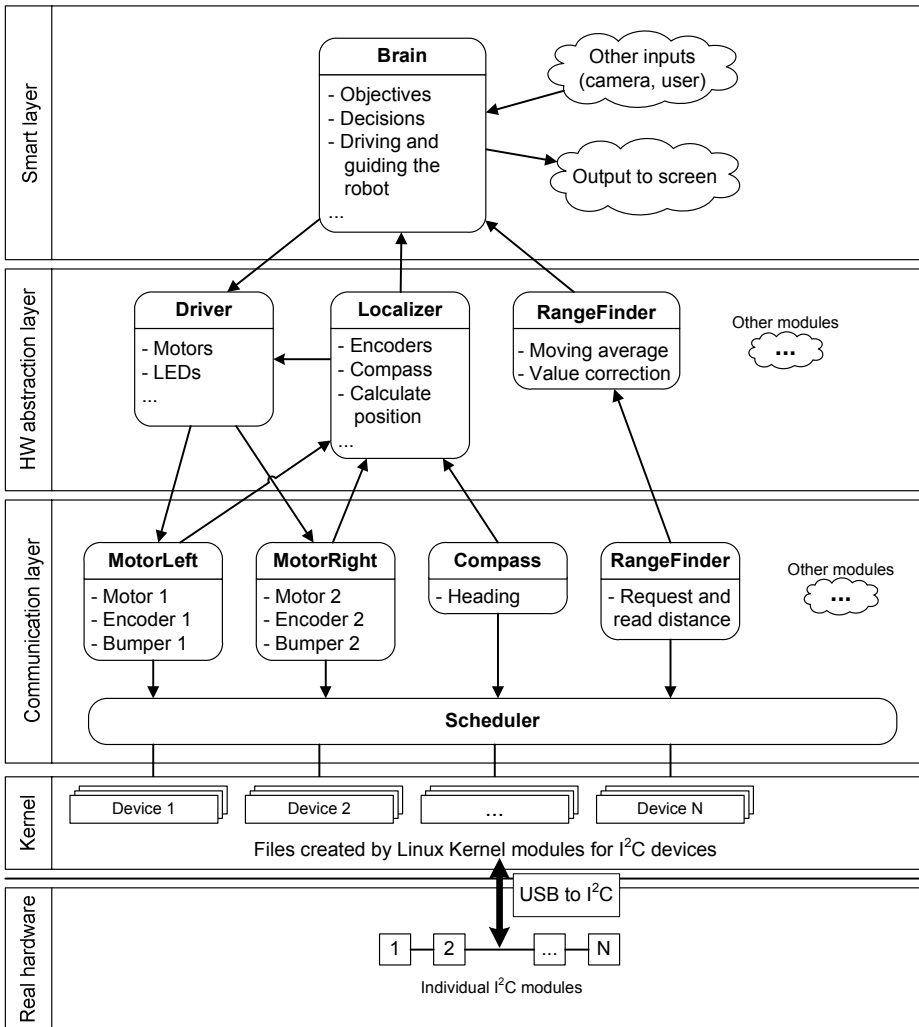 Smart layer
Brain
- Objectives
- Decisions
- Driving and
guiding the
robot
...
Other inputs
(camera, user)
Output to screen
HW abstraction layer
Driver
- Motors
- LEDs
...
Localizer
- Encoders
- Compass
- Calculate
position
...
RangeFinder
- Moving average
- Value correction
Other modules
...
Communication layer
MotorLeft
- Motor 1
- Encoder 1
- Bumper 1
MotorRight
- Motor 2
- Encoder 2
- Bumper 2
Compass
- Heading
RangeFinder
- Request and
read distance
Other modules
...
Scheduler
Kernel
Device 1
Device 2
...
Device N
Files created by Linux Kernel modules for I²C devices
USB to I²C
Real hardware
1
2
...
N
Individual I²C modules